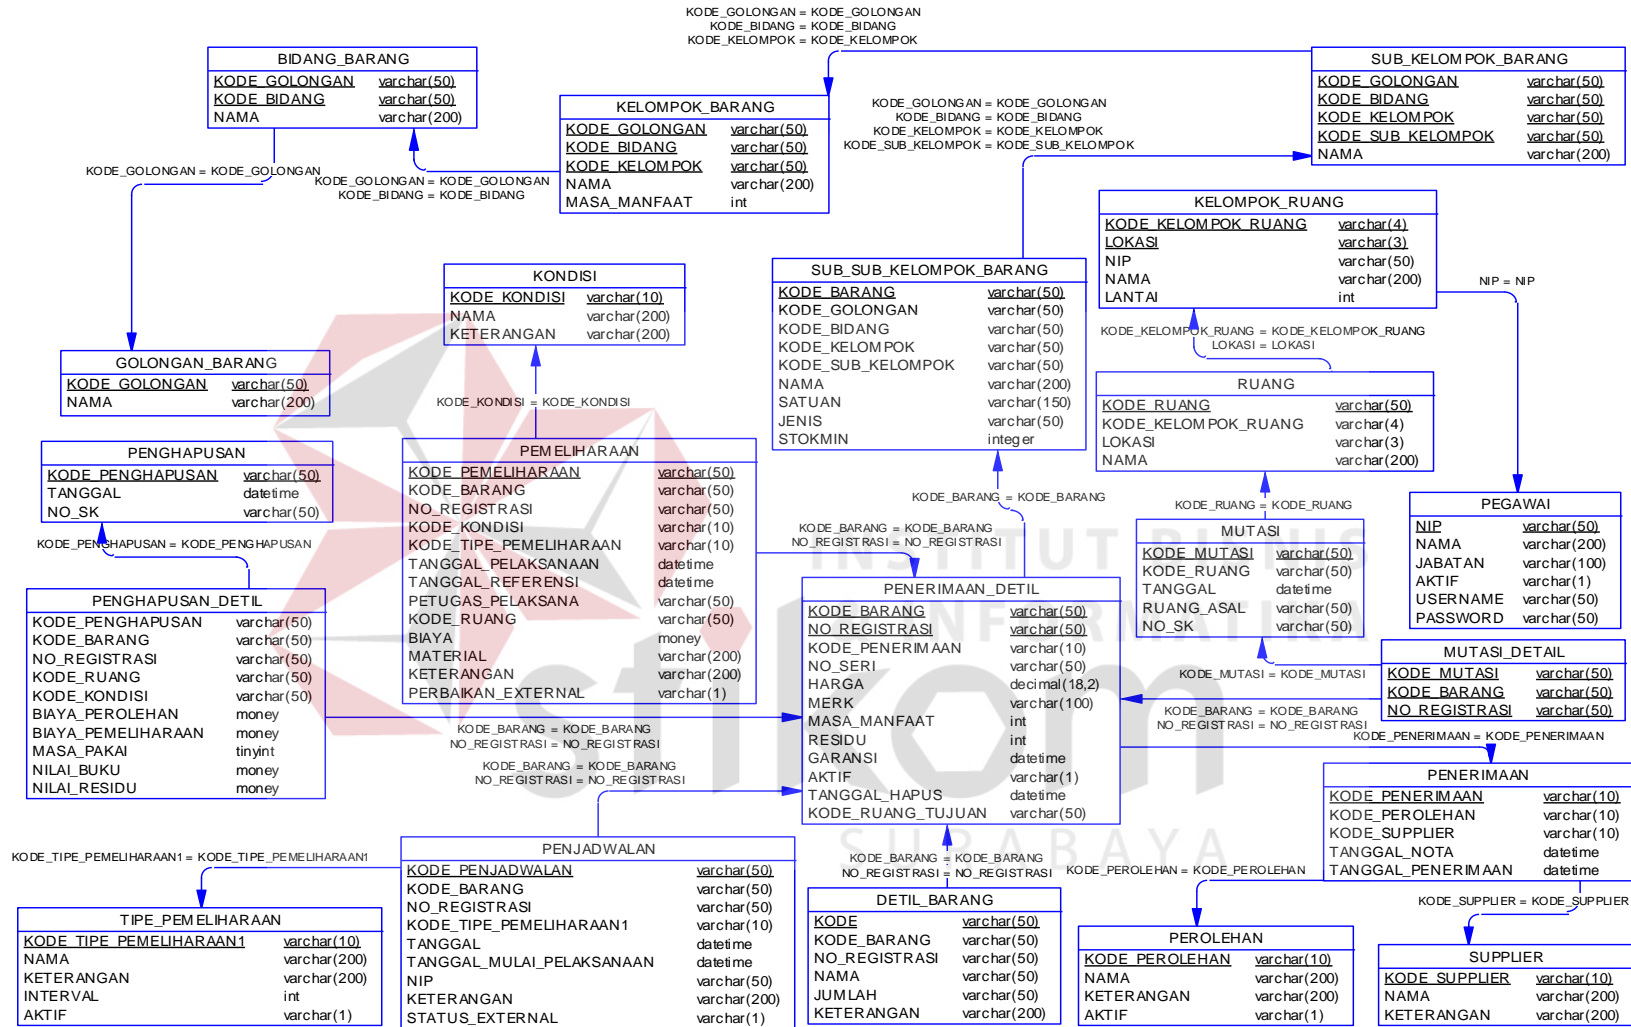 KODE_GOLONGAN = KODE_GOLONGAN
KODE_BIDANG = KODE_BIDANG
KODE_KELOMPOK = KODE_KELOMPOK
BIDANG_BARANG
KODE_GOLONGAN varchar(50)
KODE_BIDANG varchar(50)
NAMA varchar(200)
KELOMPOK_BARANG
KODE_GOLONGAN varchar(50)
KODE_BIDANG varchar(50)
KODE_KELOMPOK varchar(50)
NAMA varchar(200)
MASA_MANFAAT int
SUB_KELOMPOK_BARANG
KODE_GOLONGAN varchar(50)
KODE_BIDANG varchar(50)
KODE_KELOMPOK varchar(50)
KODE_SUB_KELOMPOK varchar(50)
NAMA varchar(200)
KODE_GOLONGAN = KODE_GOLONGAN
KODE_BIDANG = KODE_BIDANG
KODE_KELOMPOK = KODE_KELOMPOK
KODE_SUB_KELOMPOK = KODE_SUB_KELOMPOK
KODE_GOLONGAN = KODE_GOLONGAN
KODE_GOLONGAN = KODE_GOLONGAN
KODE_BIDANG = KODE_BIDANG
KELOMPOK_RUANG
KODE_KELOMPOK_RUANG varchar(4)
LOKASI varchar(3)
NIP varchar(50)
NAMA varchar(200)
LANTAI int
NIP = NIP
KONDISI
KODE_KONDISI varchar(10)
NAMA varchar(200)
KETERANGAN varchar(200)
SUB_SUB_KELOMPOK_BARANG
KODE_BARANG varchar(50)
KODE_GOLONGAN varchar(50)
KODE_BIDANG varchar(50)
KODE_KELOMPOK varchar(50)
KODE_SUB_KELOMPOK varchar(50)
NAMA varchar(200)
SATUAN varchar(150)
JENIS varchar(50)
STOKMIN integer
KODE_KELOMPOK_RUANG = KODE_KELOMPOK_RUANG
LOKASI = LOKASI
GOLONGAN_BARANG
KODE_GOLONGAN varchar(50)
NAMA varchar(200)
KODE_KONDISI = KODE_KONDISI
RUANG
KODE_RUANG varchar(50)
KODE_KELOMPOK_RUANG varchar(4)
LOKASI varchar(3)
NAMA varchar(200)
PENGHAPUSAN
KODE_PENGHAPUSAN varchar(50)
TANGGAL datetime
NO_SK varchar(50)
PEMELIHARAAN
KODE_PEMELIHARAAN varchar(50)
KODE_BARANG varchar(50)
NO_REGISTRASI varchar(50)
KODE_KONDISI varchar(10)
KODE_TIPE_PEMELIHARAAN varchar(10)
TANGGAL_PELAKSANAAN datetime
TANGGAL_REFERENSI datetime
PETUGAS_PELAKSANA varchar(50)
KODE_RUANG varchar(50)
BIAYA money
MATERIAL varchar(200)
KETERANGAN varchar(200)
PERBAIKAN_EXTERNAL varchar(1)
KODE_BARANG = KODE_BARANG
KODE_RUANG = KODE_RUANG
PEGAWAI
NIP varchar(50)
NAMA varchar(200)
JABATAN varchar(100)
AKTIF varchar(1)
USERNAME varchar(50)
PASSWORD varchar(50)
KODE_BARANG = KODE_BARANG
NO_REGISTRASI = NO_REGISTRASI
MUTASI
KODE_MUTASI varchar(50)
KODE_RUANG varchar(50)
TANGGAL datetime
RUANG_ASAL varchar(50)
NO_SK varchar(50)
KODE_PENGHAPUSAN = KODE_PENGHAPUSAN
INSTITUT BISNIS
& INFORMATIKA
stikom
SURABAYA
PENGHAPUSAN_DETIL
KODE_PENGHAPUSAN varchar(50)
KODE_BARANG varchar(50)
NO_REGISTRASI varchar(50)
KODE_RUANG varchar(50)
KODE_KONDISI varchar(50)
BIAYA_PEROLEHAN money
BIAYA_PEMELIHARAAN money
MASA_PAKAI tinyint
NILAI_BUKU money
NILAI_RESIDU money
PENERIMAAN_DETIL
KODE_BARANG varchar(50)
NO_REGISTRASI varchar(50)
KODE_PENERIMAAN varchar(10)
NO_SERI varchar(50)
HARGA decimal(18,2)
MERK varchar(100)
MASA_MANFAAT int
RESIDU int
GARANSI datetime
AKTIF varchar(1)
TANGGAL_HAPUS datetime
KODE_RUANG_TUJUAN varchar(50)
MUTASI_DETAIL
KODE_MUTASI varchar(50)
KODE_BARANG varchar(50)
NO_REGISTRASI varchar(50)
KODE_MUTASI = KODE_MUTASI
KODE_BARANG = KODE_BARANG
NO_REGISTRASI = NO_REGISTRASI
KODE_BARANG = KODE_BARANG
NO_REGISTRASI = NO_REGISTRASI
KODE_BARANG = KODE_BARANG
NO_REGISTRASI = NO_REGISTRASI
KODE_PENERIMAAN = KODE_PENERIMAAN
PENERIMAAN
KODE_PENERIMAAN varchar(10)
KODE_PEROLEHAN varchar(10)
KODE_SUPPLIER varchar(10)
TANGGAL_NOTA datetime
TANGGAL_PENERIMAAN datetime
KODE_TIPE_PEMELIHARAAN1 = KODE_TIPE_PEMELIHARAAN1
PENJADWALAN
KODE_PENJADWALAN varchar(50)
KODE_BARANG varchar(50)
NO_REGISTRASI varchar(50)
KODE_TIPE_PEMELIHARAAN1 varchar(10)
TANGGAL datetime
TANGGAL_MULAI_PELAKSANAAN datetime
NIP varchar(50)
KETERANGAN varchar(200)
STATUS_EXTERNAL varchar(1)
KODE_BARANG = KODE_BARANG
NO_REGISTRASI = NO_REGISTRASI
KODE_PEROLEHAN = KODE_PEROLEHAN
KODE_SUPPLIER = KODE_SUPPLIER
TIPE_PEMELIHARAAN
KODE_TIPE_PEMELIHARAAN1 varchar(10)
NAMA varchar(200)
KETERANGAN varchar(200)
INTERVAL int
AKTIF varchar(1)
DETIL_BARANG
KODE varchar(50)
KODE_BARANG varchar(50)
NO_REGISTRASI varchar(50)
NAMA varchar(50)
JUMLAH varchar(50)
KETERANGAN varchar(200)
PEROLEHAN
KODE_PEROLEHAN varchar(10)
NAMA varchar(200)
KETERANGAN varchar(200)
AKTIF varchar(1)
SUPPLIER
KODE_SUPPLIER varchar(10)
NAMA varchar(200)
KETERANGAN varchar(200)